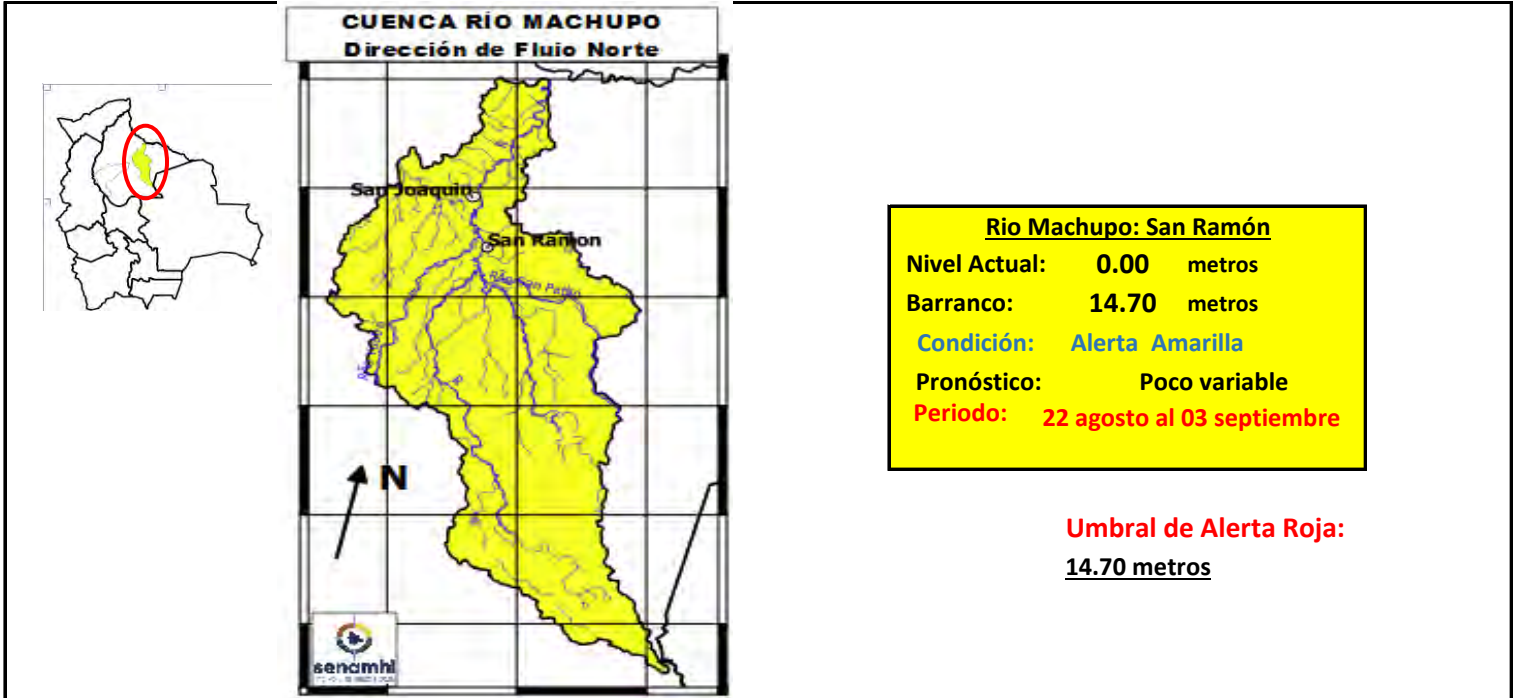 CUENCA RÍO MACHUPO
Dirección de Flujo Norte
San Joaquin
San Ramon
N
senamhi
Rio Machupo: San Ramón
Nivel Actual: 0.00 metros
Barranco: 14.70 metros
Condición: Alerta Amarilla
Pronóstico: Poco variable
Periodo: 22 agosto al 03 septiembre
Umbral de Alerta Roja:
14.70 metros